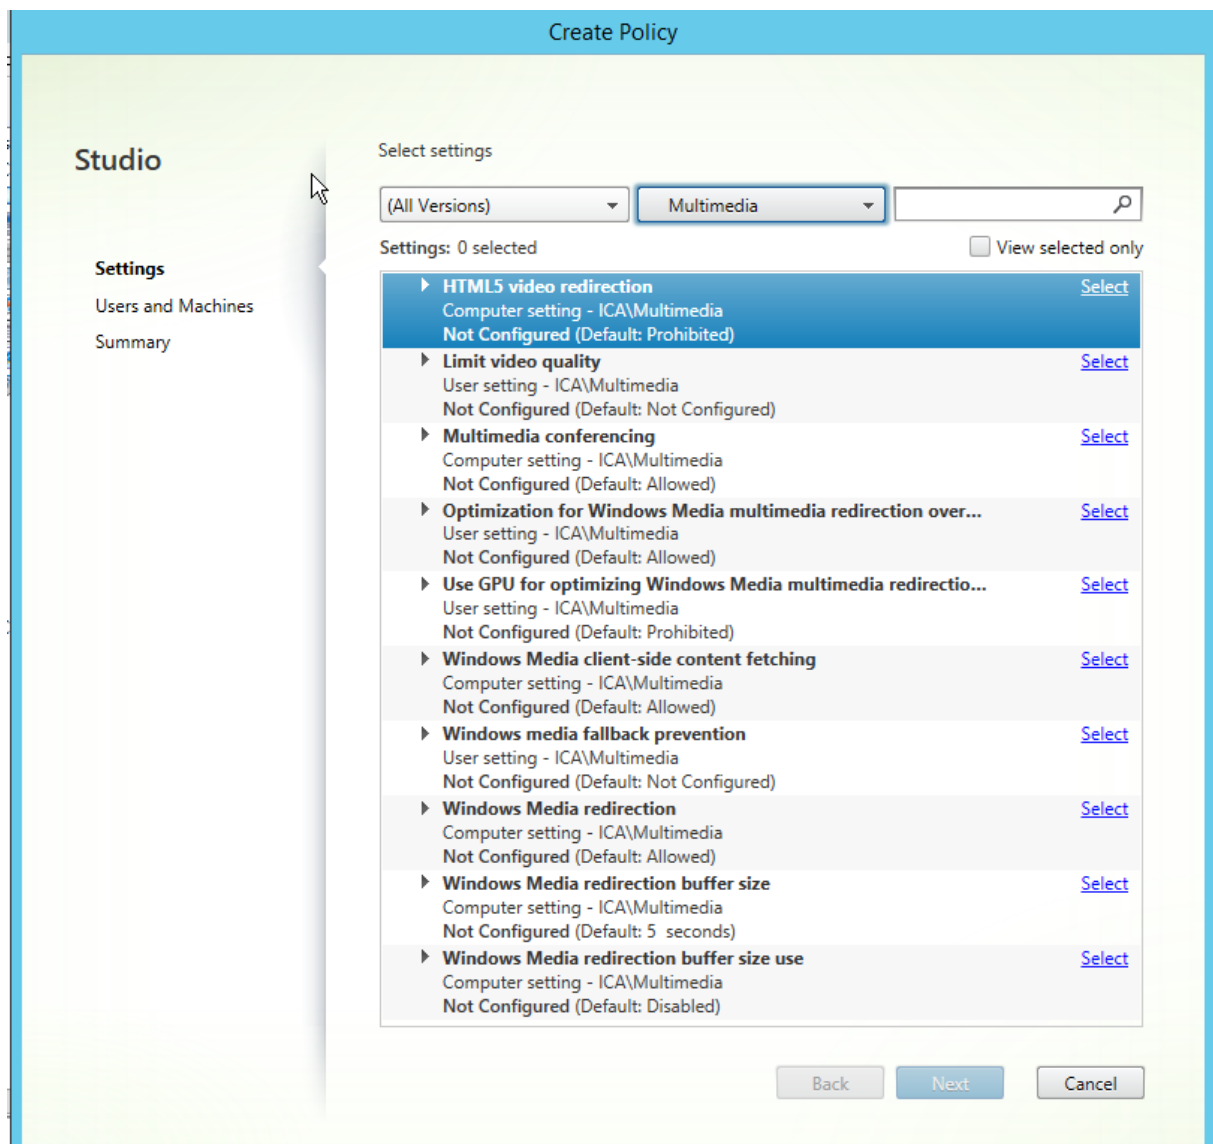 Create Policy
Studio
Select settings
(All Versions)
Multimedia
Settings: 0 selected
View selected only
Settings
Users and Machines
Summary
HTML5 video redirection
Select
Computer setting - ICA\Multimedia
Not Configured (Default: Prohibited)
Limit video quality
Select
User setting - ICA\Multimedia
Not Configured (Default: Not Configured)
Multimedia conferencing
Select
Computer setting - ICA\Multimedia
Not Configured (Default: Allowed)
Optimization for Windows Media multimedia redirection over...
Select
User setting - ICA\Multimedia
Not Configured (Default: Allowed)
Use GPU for optimizing Windows Media multimedia redirectio...
Select
User setting - ICA\Multimedia
Not Configured (Default: Prohibited)
Windows Media client-side content fetching
Select
Computer setting - ICA\Multimedia
Not Configured (Default: Allowed)
Windows media fallback prevention
Select
User setting - ICA\Multimedia
Not Configured (Default: Not Configured)
Windows Media redirection
Select
Computer setting - ICA\Multimedia
Not Configured (Default: Allowed)
Windows Media redirection buffer size
Select
Computer setting - ICA\Multimedia
Not Configured (Default: 5  seconds)
Windows Media redirection buffer size use
Select
Computer setting - ICA\Multimedia
Not Configured (Default: Disabled)
Back
Next
Cancel